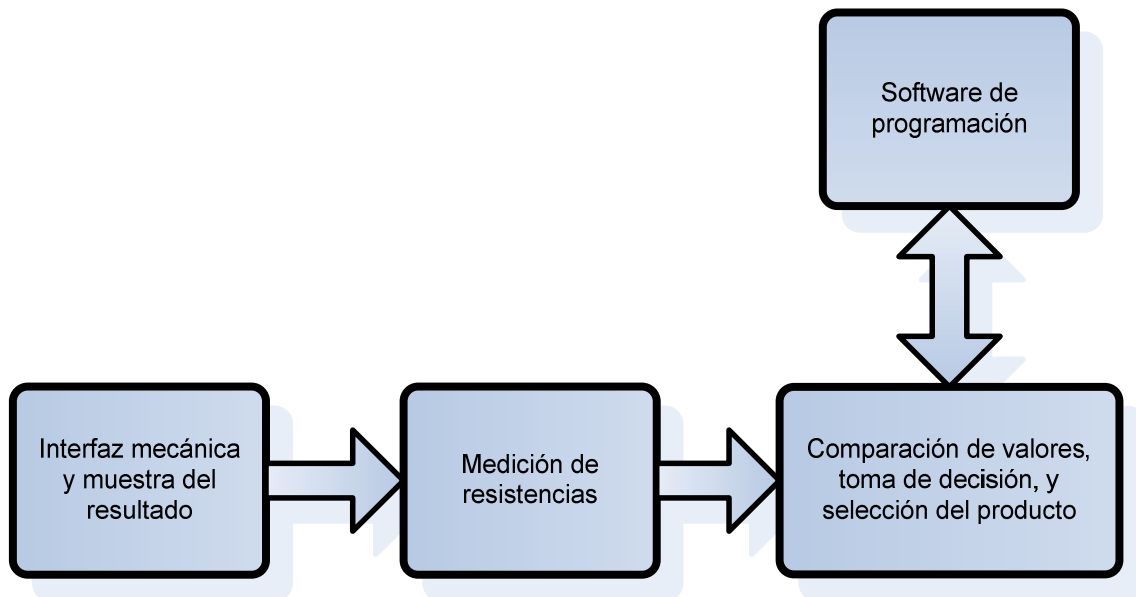 Software de
programación
Interfaz mecánica
y muestra del
resultado
Medición de
resistencias
Comparación de valores,
toma de decisión, y
selección del producto